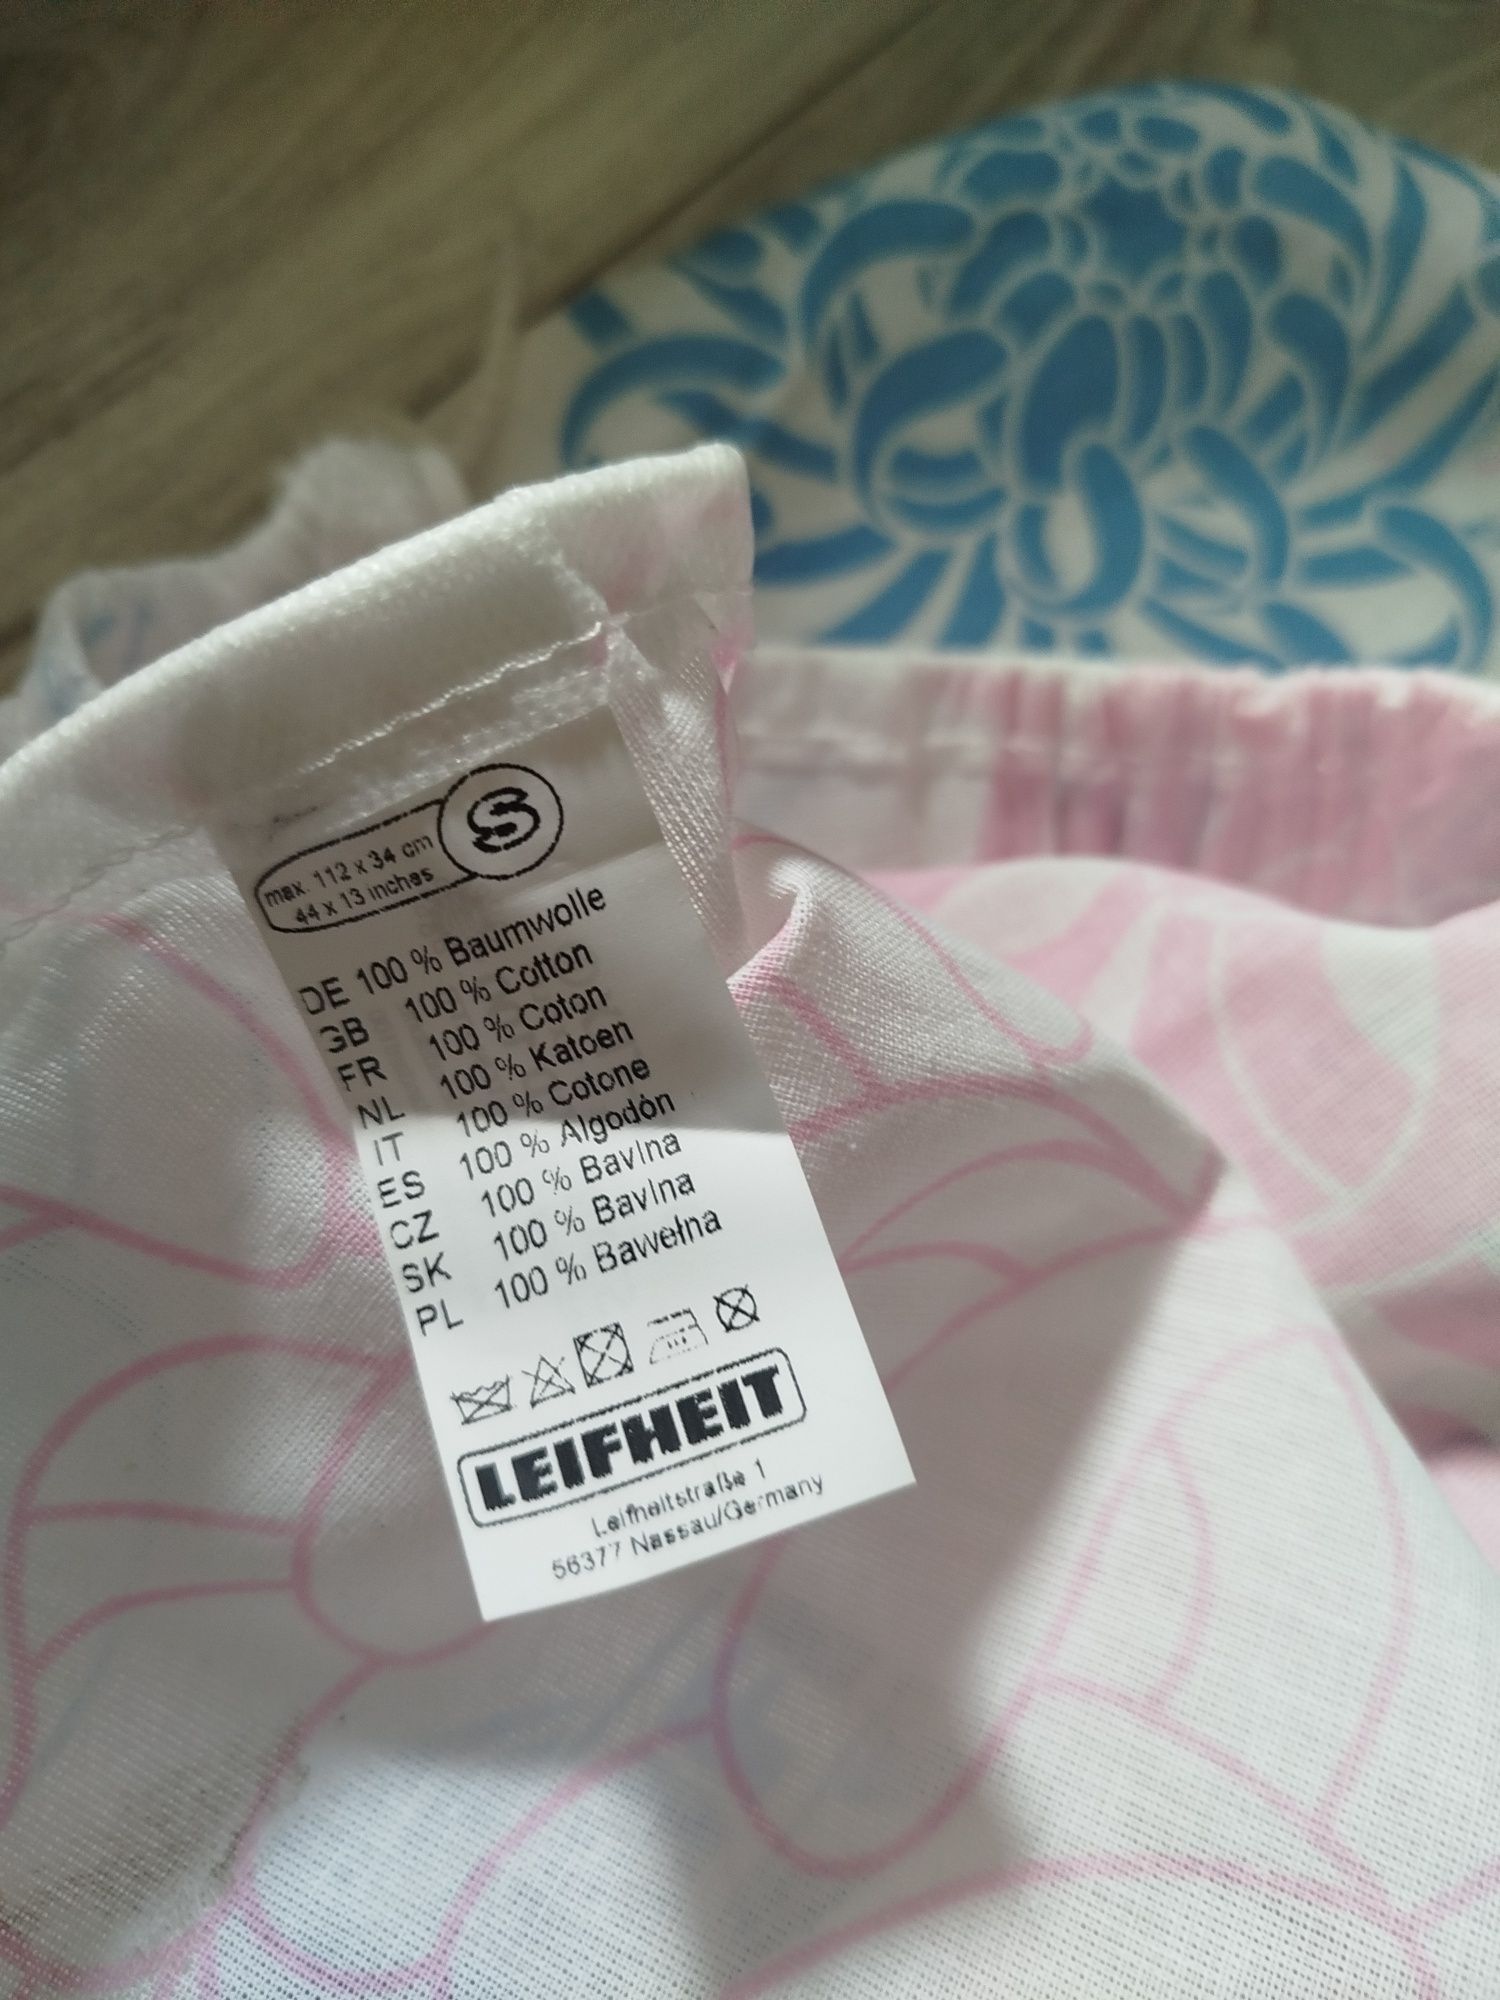 S
max. 112 x 34 cm
44 x 13 inches
DE 100 % Baumwolle
GB 100 % Cotton
FR 100 % Coton
NL 100 % Katoen
IT 100 % Cotone
ES 100 % Algodón
CZ 100 % Bavlna
SK 100 % Bavlna
PL 100 % Bawełna
LEIFHEIT
Leifheitstraße 1
56377 Nassau/Germany